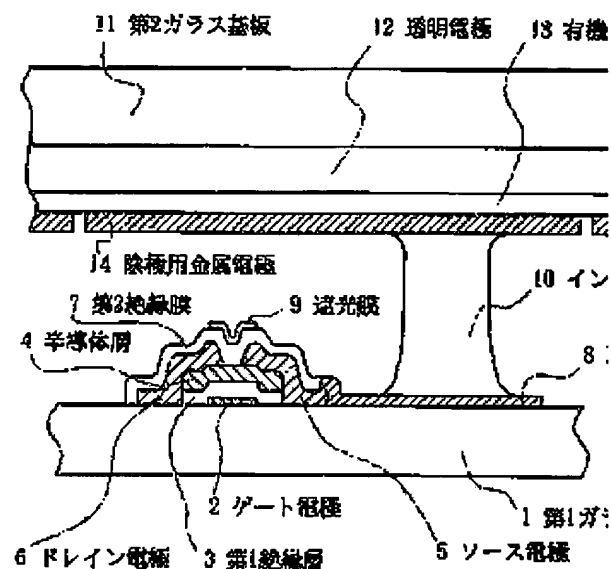 11 第2ガラス基板
12 透明電極
13 有機
14 陰極用金属電極
10 イン
7 第2絶縁膜
9 遮光膜
4 半導体層
8
2 ゲート電極
1 第1ガラ
6 ドレイン電極
3 第1絶縁層
5 ソース電極